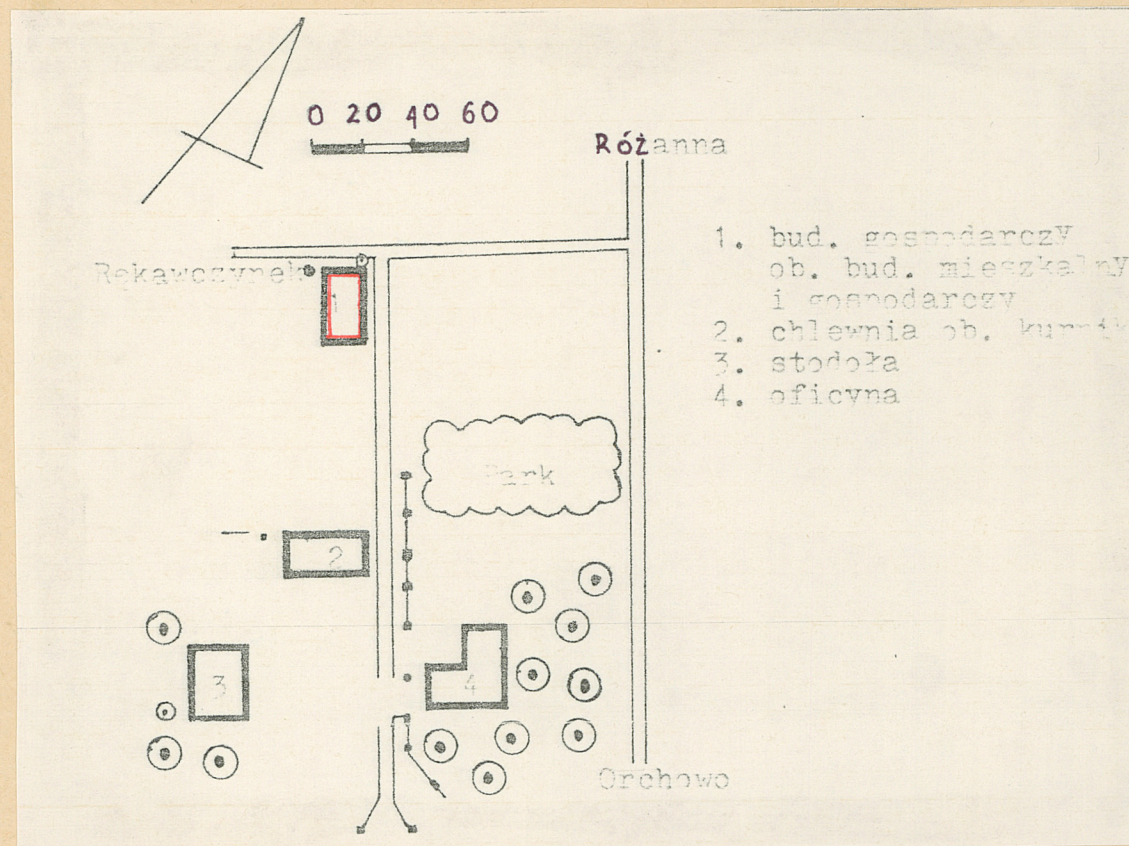 0 20 40 60
Różanna
Rękawczynek
1. bud. gospodarczy
ob. bud. mieszkalny
i gospodarczy
2. chlewnia ob. kurnik
3. stodoła
4. oficyna
1
Park
2
3
4
Orchowo